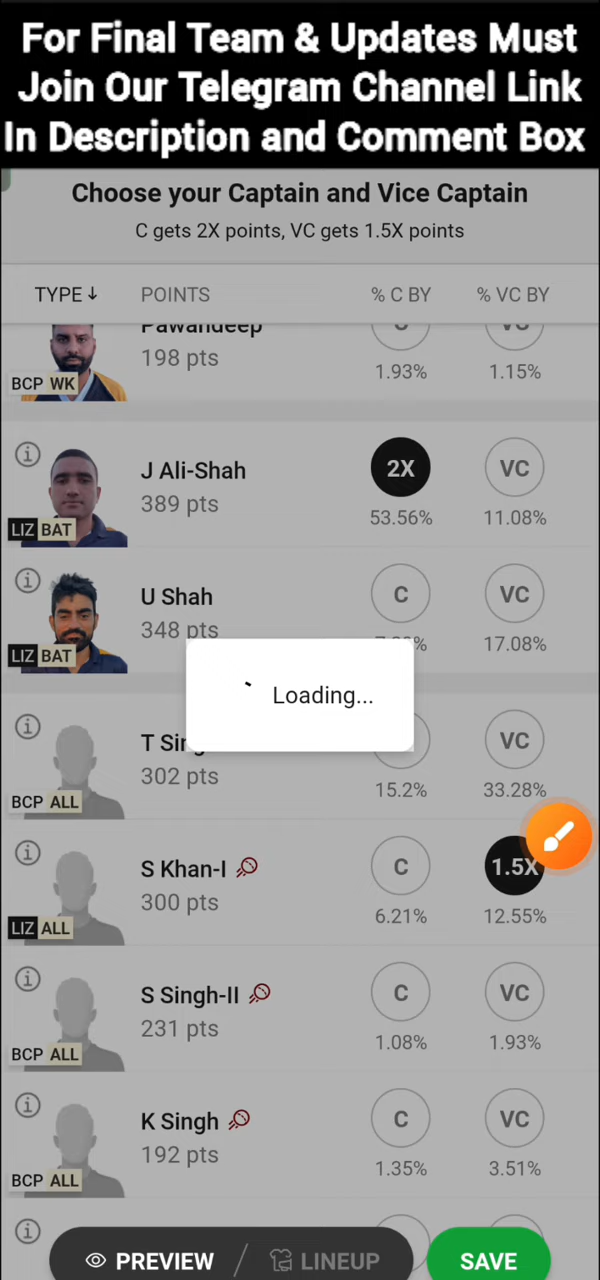 For Final Team & Updates Must
Join Our Telegram Channel Link
In Description and Comment Box
Choose your Captain and Vice Captain
C gets 2X points, VC gets 1.5X points
TYPE↓ POINTS % C BY % VC BY
Pawandeep C VC
198 pts 1.93% 1.15%
BCP WK
J Ali-Shah 2X VC
389 pts 53.56% 11.08%
LIZ BAT
U Shah C VC
348 pts 17.08%
LIZ BAT
Loading...
T Sing VC
302 pts 15.2% 33.28%
BCP ALL
S Khan-I C 1.5X
300 pts 6.21% 12.55%
LIZ ALL
S Singh-II C VC
231 pts 1.08% 1.93%
BCP ALL
K Singh C VC
192 pts 1.35% 3.51%
BCP ALL
PREVIEW / LINEUP SAVE